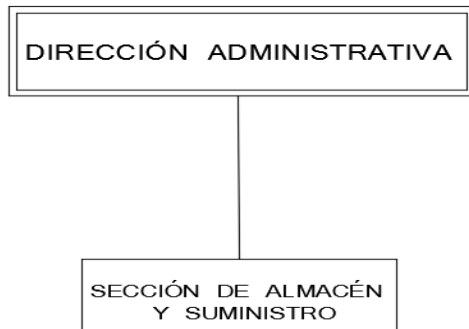 DIRECCIÓN ADMINISTRATIVA
SECCIÓN DE ALMACÉN
Y SUMINISTRO